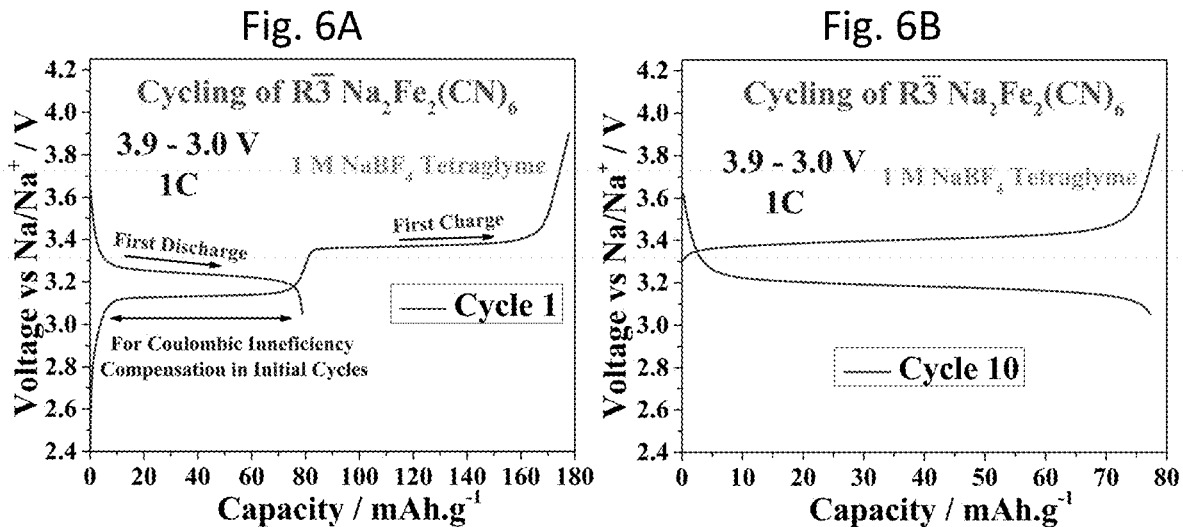 Fig. 6A
4.2
4.0
3.8
3.6
3.4
3.2
3.0
2.8
2.6
2.4
Voltage vs Na/Na⁺ / V
Cycling of R3̅ Na₂Fe₂(CN)₆
3.9 - 3.0 V
1C
1 M NaBF₄ Tetraglyme
First Discharge
First Charge
Cycle 1
For Coulombic Inneficiency
Compensation in Initial Cycles
0 20 40 60 80 100 120 140 160 180
Capacity / mAh.g⁻¹
Fig. 6B
4.2
4.0
3.8
3.6
3.4
3.2
3.0
2.8
2.6
2.4
Voltage vs Na/Na⁺ / V
Cycling of R3̅ Na₂Fe₂(CN)₆
3.9 - 3.0 V
1C
1 M NaBF₄ Tetraglyme
Cycle 10
0 10 20 30 40 50 60 70 80
Capacity / mAh.g⁻¹